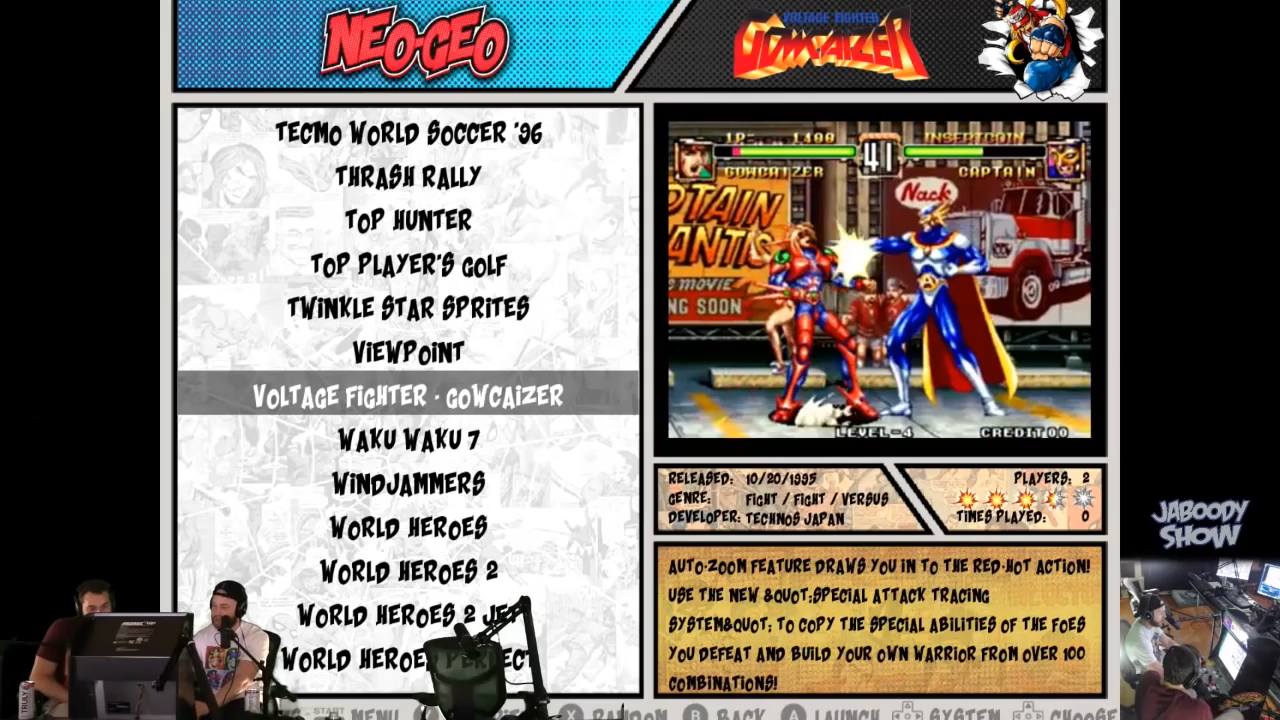 NEO·GEO
VOLTAGE FIGHTER
GOWCAIZER
TECMO WORLD SOCCER '96
THRASH RALLY
TOP HUNTER
TOP PLAYER'S GOLF
TWINKLE STAR SPRITES
VIEWPOINT
VOLTAGE FIGHTER - GOWCAIZER
WAKU WAKU 7
WINDJAMMERS
WORLD HEROES
WORLD HEROES 2
WORLD HEROES 2 JET
WORLD HEROES PERFECT
1P- 1400
41
INSERT COIN
GOWCAIZER
CAPTAIN
PTAIN
ANTIS
MOVIE
NG SOON
Nack
LEVEL-4
CREDIT 00
RELEASED: 10/20/1995
GENRE: FIGHT / FIGHT / VERSUS
DEVELOPER: TECHNOS JAPAN
PLAYERS: 2
TIMES PLAYED: 0
AUTO-ZOOM FEATURE DRAWS YOU IN TO THE RED-HOT ACTION!
USE THE NEW &QUOT;SPECIAL ATTACK TRACING
SYSTEM&QUOT; TO COPY THE SPECIAL ABILITIES OF THE FOES
YOU DEFEAT AND BUILD YOUR OWN WARRIOR FROM OVER 100
COMBINATIONS!
JABOODY
SHOW
TRULY
START MENU X RANDOM B BACK A LAUNCH SYSTEM CHOOSE